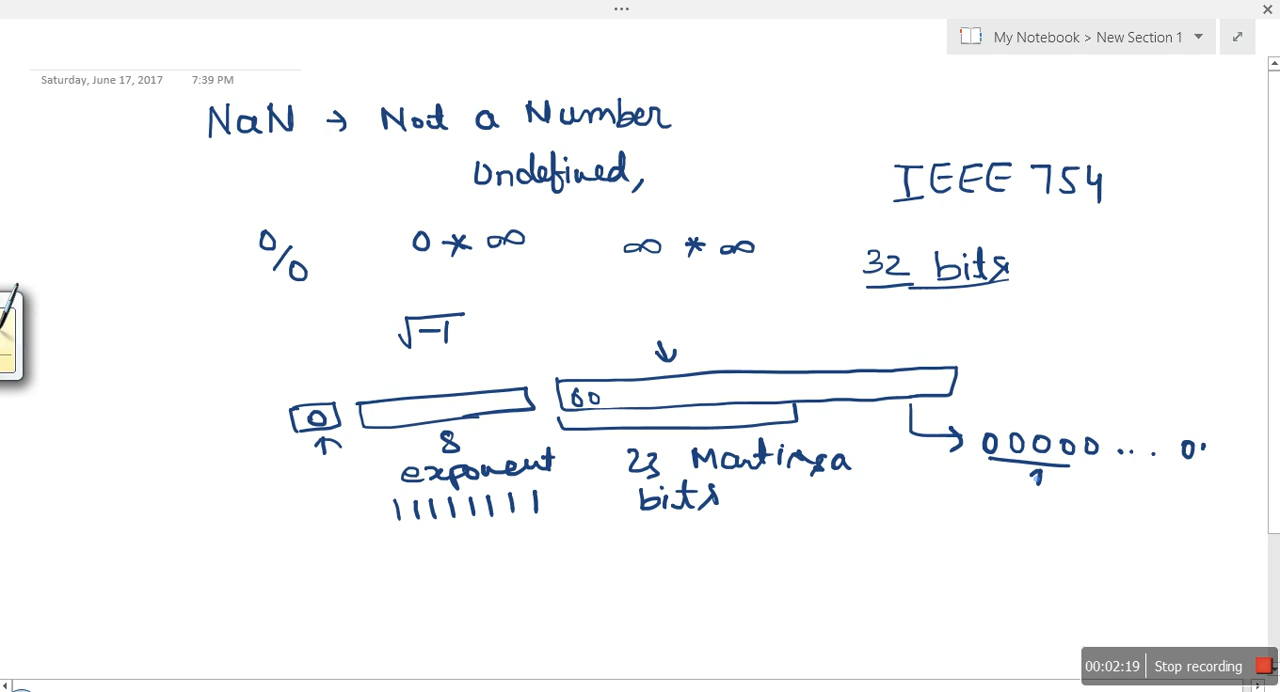 My Notebook > New Section 1
Saturday, June 17, 2017 7:39 PM
NaN → Not a Number
Undefined,
IEEE 754
0/0 0 * ∞ ∞ * ∞
32 bits
√-1
0
00
8
exponent
11111111
23 Mantissa
bits
00000 ... 0
00:02:19 Stop recording